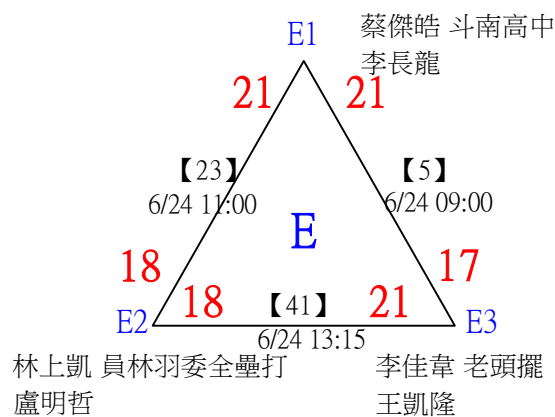 E1
蔡傑皓 斗南高中
李長龍
21
21
【23】
6/24 11:00
【5】
6/24 09:00
E
18
17
18
【41】
21
E2
6/24 13:15
E3
林上凱 員林羽委全壘打
盧明哲
李佳韋 老頭擺
王凱隆